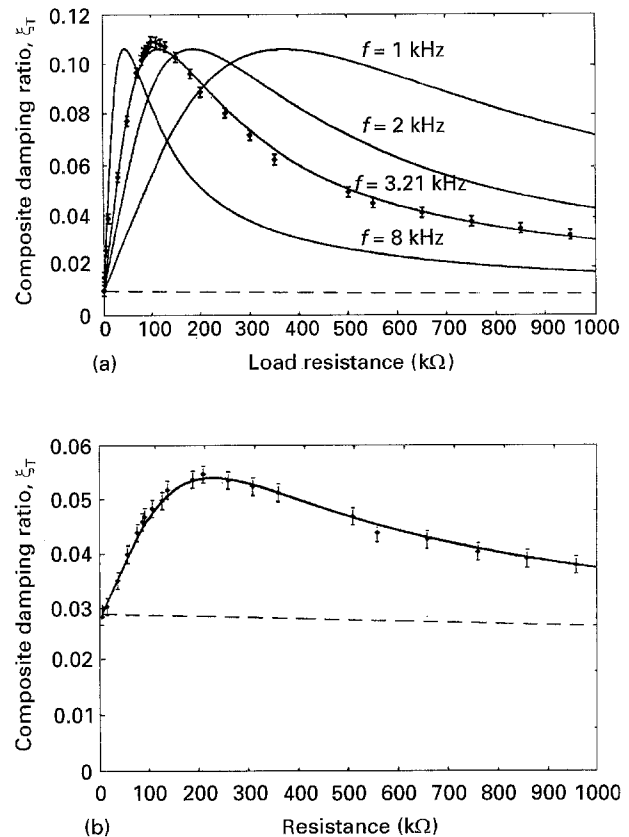 Composite damping ratio, ξT
0.12
0.10
0.08
0.06
0.04
0.02
0
f = 1 kHz
f = 2 kHz
f = 3.21 kHz
f = 8 kHz
0 100 200 300 400 500 600 700 800 900 1000
(a) Load resistance (kΩ)
Composite damping ratio, ξT
0.06
0.05
0.04
0.03
0.02
0.01
0
0 100 200 300 400 500 600 700 800 900 1000
(b) Resistance (kΩ)